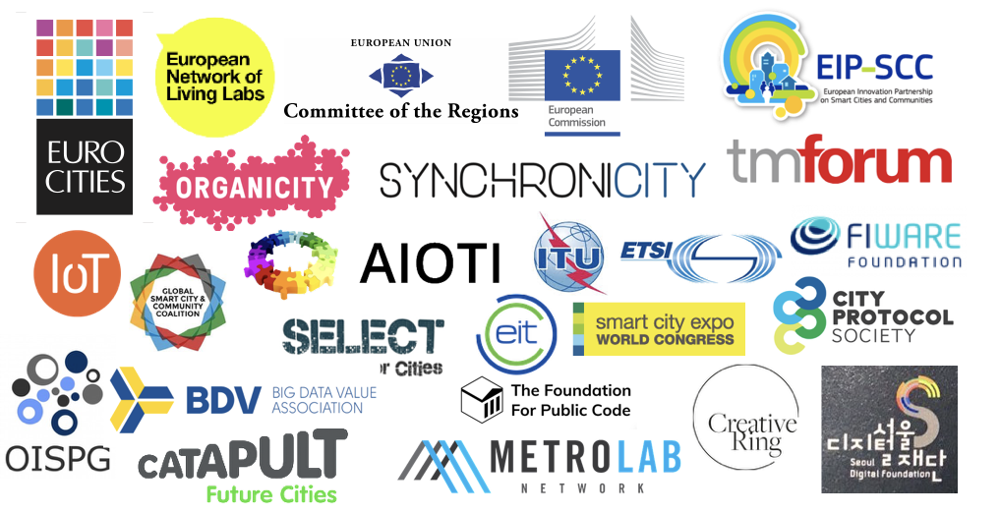 EURO
CITIES
European
Network of
Living Labs
EUROPEAN UNION
Committee of the Regions
European
Commission
EIP-SCC
European Innovation Partnership
on Smart Cities and Communities
ORGANICITY
SYNCHRONICITY
tmforum
IoT
GLOBAL
SMART CITY &
COMMUNITY
COALITION
AIOTI
ITU
ETSI
FIWARE
FOUNDATION
SELECT
or Cities
eit
smart city expo
WORLD CONGRESS
CITY
PROTOCOL
SOCIETY
OISPG
BDV
BIG DATA VALUE
ASSOCIATION
The Foundation
For Public Code
Creative
Ring
디지털
서울
재단
Seoul
Digital Foundation
CATAPULT
Future Cities
METROLAB
NETWORK